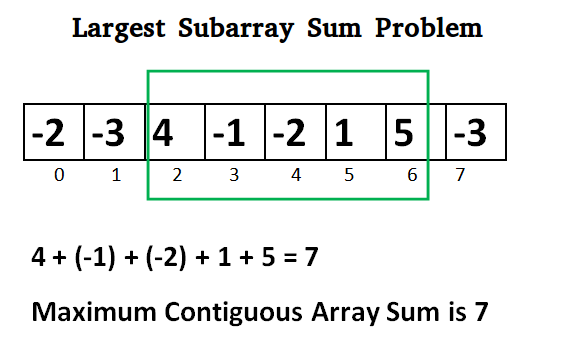 Largest Subarray Sum Problem
-2 -3 4 -1 -2 1 5 -3
0 1 2 3 4 5 6 7
4 + (-1) + (-2) + 1 + 5 = 7
Maximum Contiguous Array Sum is 7